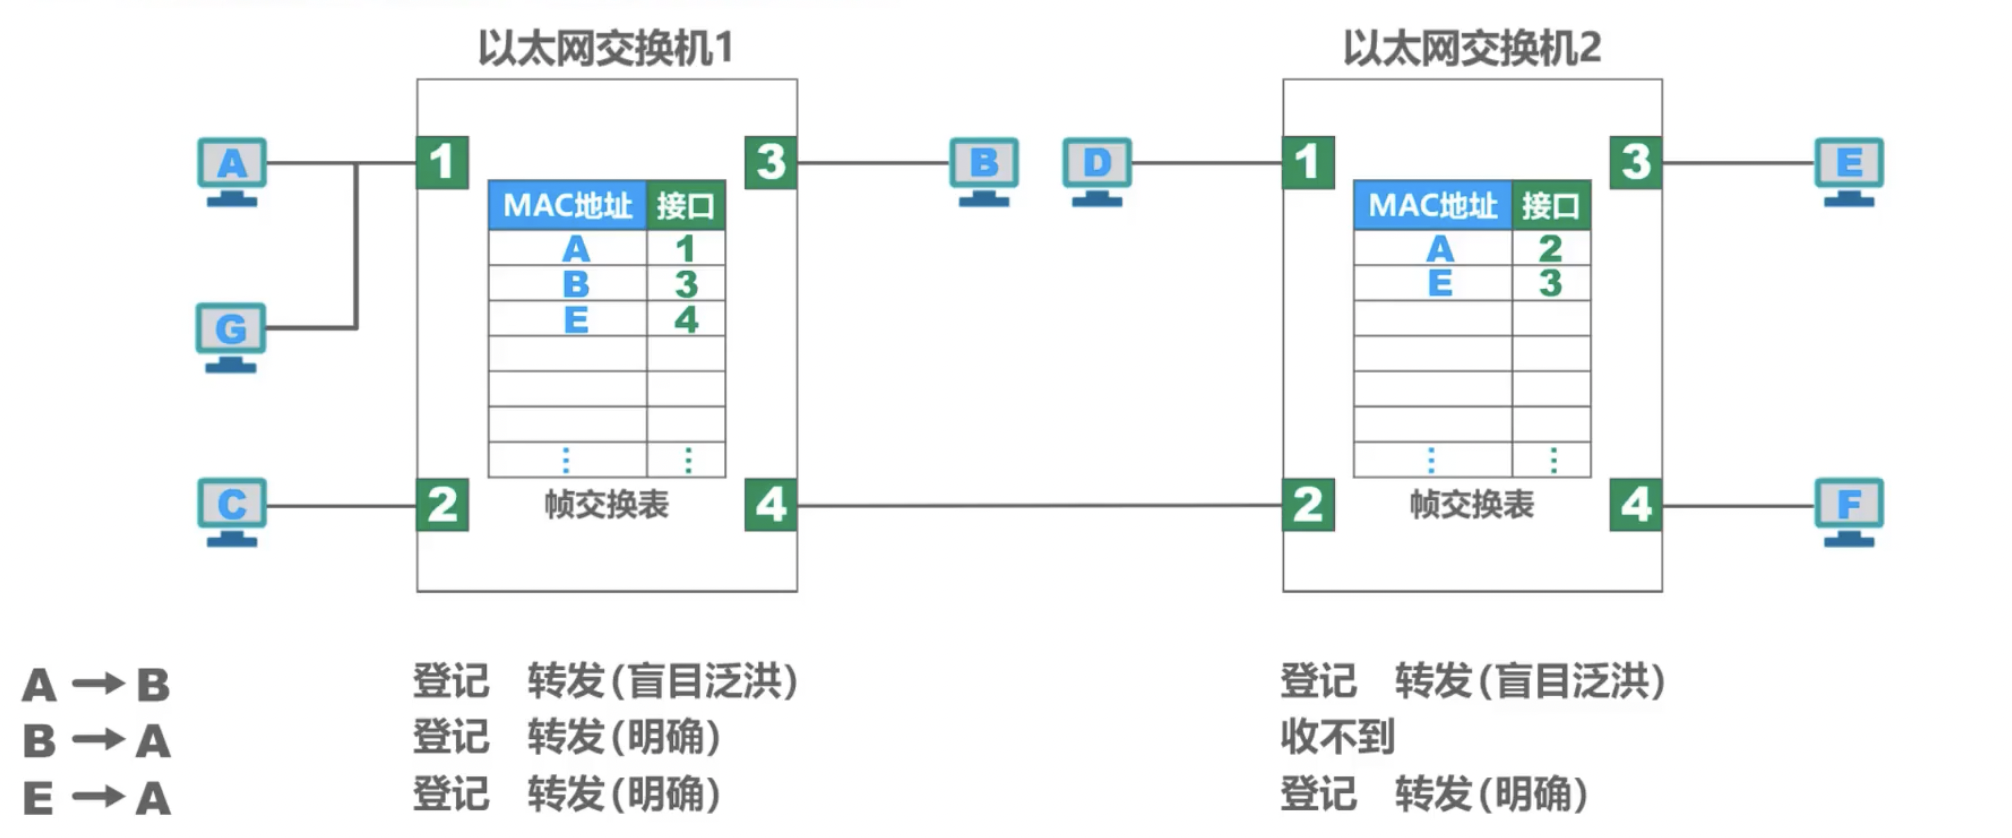 以太网交换机1 以太网交换机2
A 1 3 B D 1 3 E
MAC地址 接口 MAC地址 接口
A 1 A 2
B 3 E 3
E 4
G
⋮ ⋮ ⋮ ⋮
C 2 帧交换表 4 2 帧交换表 4 F
A → B 登记 转发(盲目泛洪) 登记 转发(盲目泛洪)
B → A 登记 转发(明确) 收不到
E → A 登记 转发(明确) 登记 转发(明确)